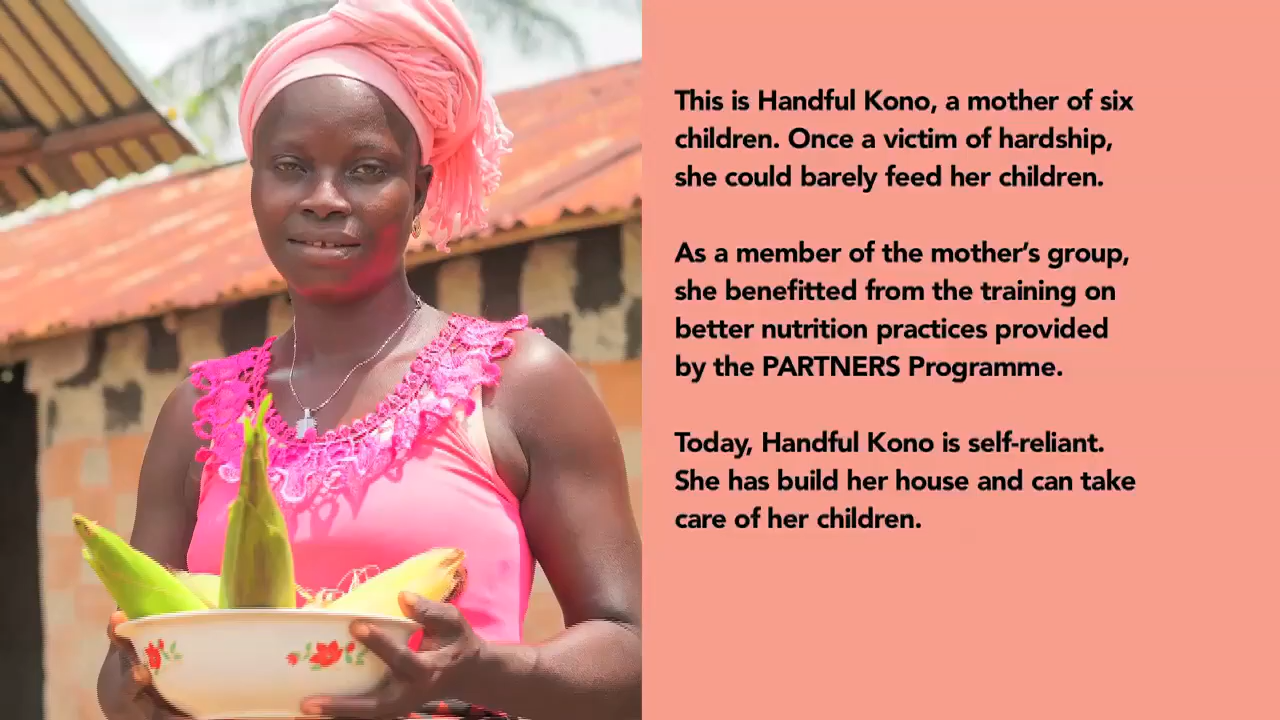 This is Handful Kono, a mother of six
children. Once a victim of hardship,
she could barely feed her children.
As a member of the mother’s group,
she benefitted from the training on
better nutrition practices provided
by the PARTNERS Programme.
Today, Handful Kono is self-reliant.
She has build her house and can take
care of her children.